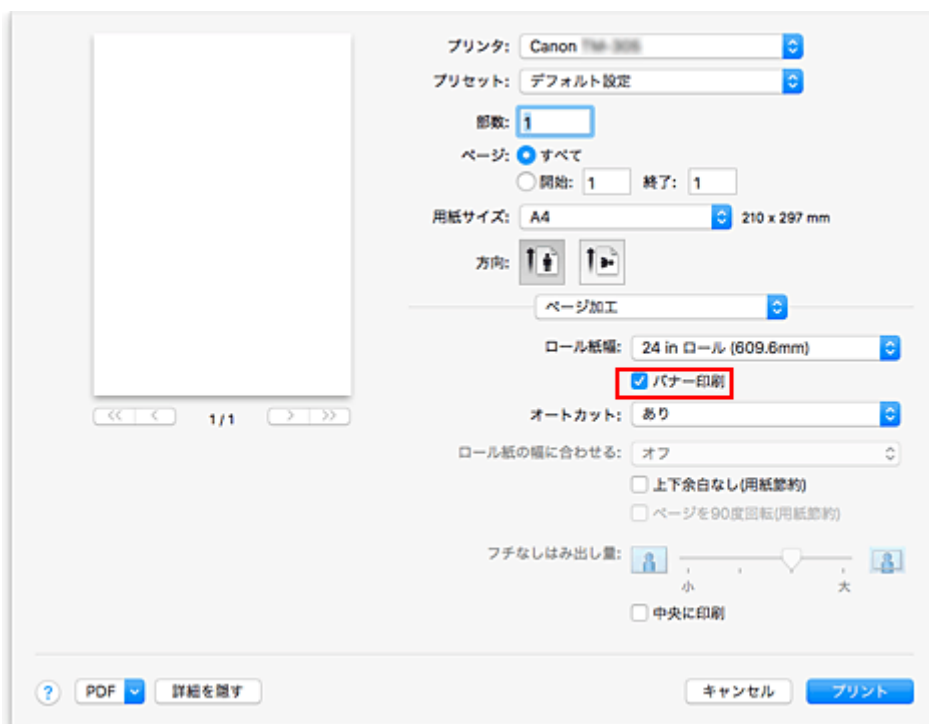 プリンタ: Canon
プリセット: デフォルト設定
部数: 1
ページ: すべて
開始: 1 終了: 1
用紙サイズ: A4 210 x 297 mm
方向:
ページ加工
ロール紙幅: 24 in ロール (609.6mm)
バナー印刷
<< < 1/1 > >>
オートカット: あり
ロール紙の幅に合わせる: オフ
上下余白なし(用紙節約)
ページを90度回転(用紙節約)
フチなしはみ出し量:
小 大
中央に印刷
? PDF 詳細を隠す キャンセル プリント